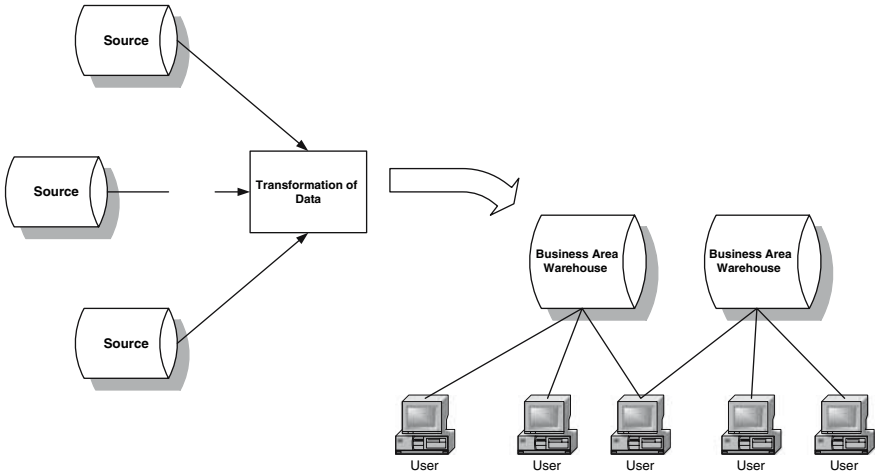 Source
Source
Transformation of
Data
Source
Business Area
Warehouse
Business Area
Warehouse
User
User
User
User
User